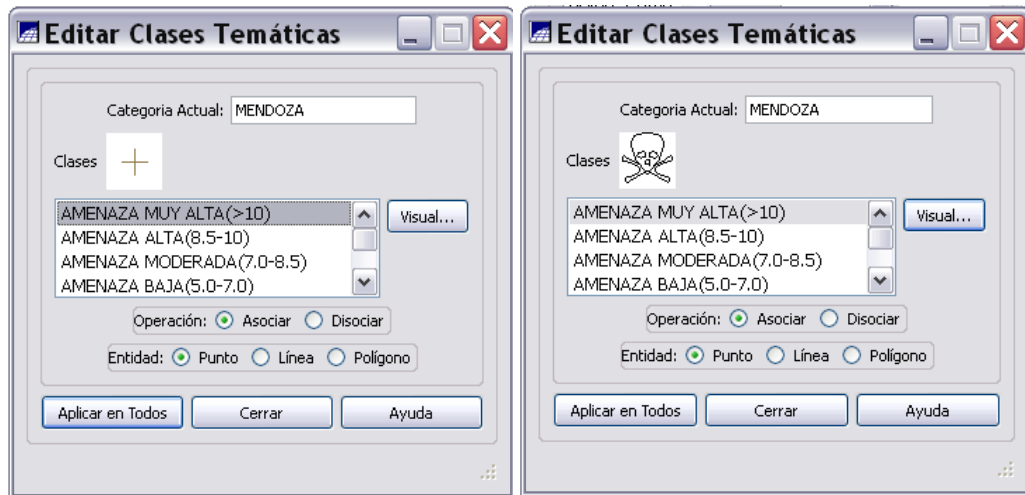 Editar Clases Temáticas
Categoria Actual: MENDOZA
Clases
AMENAZA MUY ALTA(>10)
Visual...
AMENAZA ALTA(8.5-10)
AMENAZA MODERADA(7.0-8.5)
AMENAZA BAJA(5.0-7.0)
Operación: Asociar Disociar
Entidad: Punto Línea Polígono
Aplicar en Todos Cerrar Ayuda
Editar Clases Temáticas
Categoria Actual: MENDOZA
Clases
AMENAZA MUY ALTA(>10)
Visual...
AMENAZA ALTA(8.5-10)
AMENAZA MODERADA(7.0-8.5)
AMENAZA BAJA(5.0-7.0)
Operación: Asociar Disociar
Entidad: Punto Línea Polígono
Aplicar en Todos Cerrar Ayuda